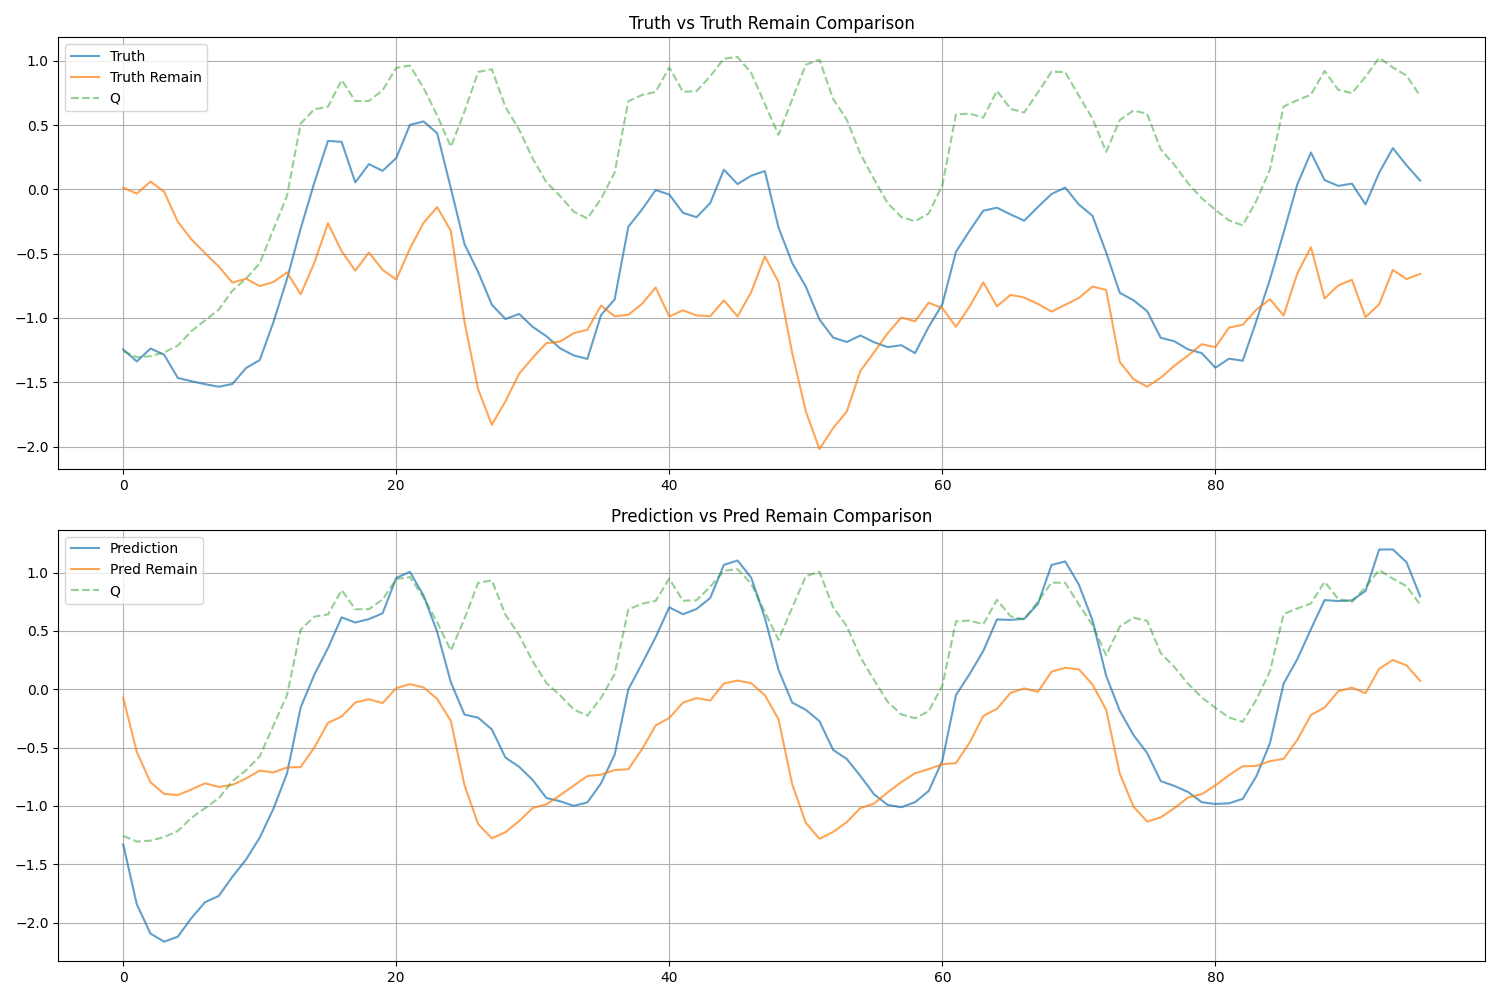 Truth vs Truth Remain Comparison
Truth
Truth Remain
Q
1.0
0.5
0.0
−0.5
−1.0
−1.5
−2.0
0 20 40 60 80
Prediction vs Pred Remain Comparison
Prediction
Pred Remain
Q
1.0
0.5
0.0
−0.5
−1.0
−1.5
−2.0
0 20 40 60 80